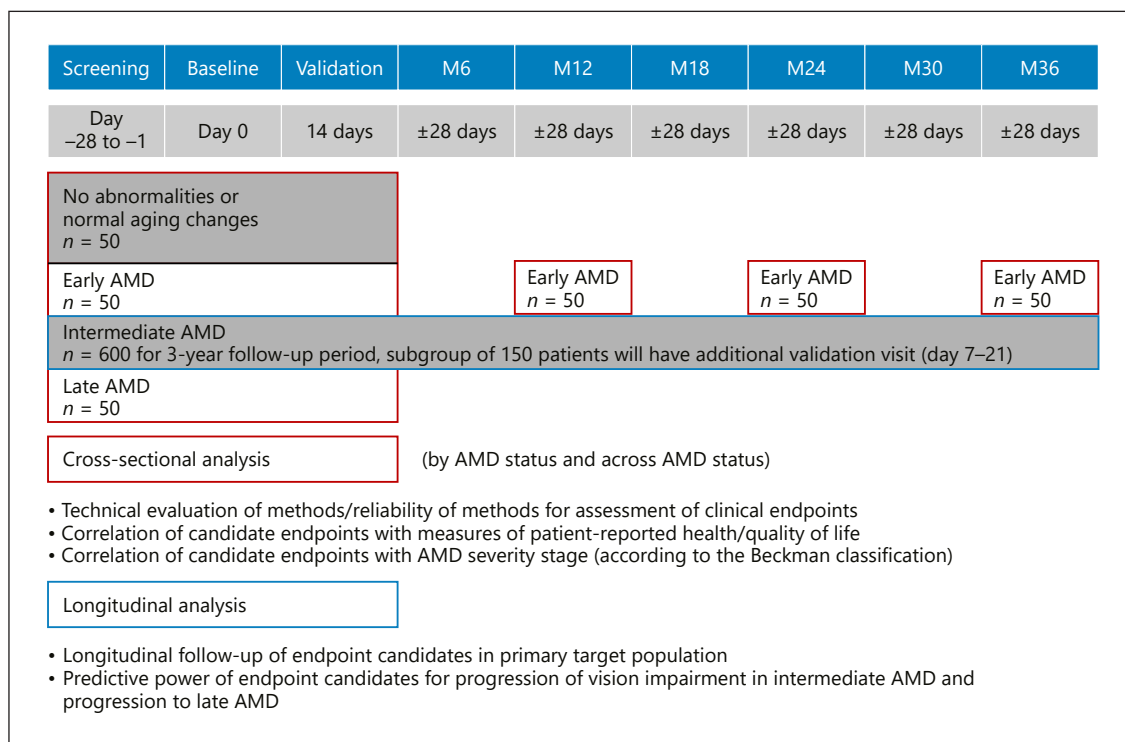 Screening Baseline Validation M6 M12 M18 M24 M30 M36
Day
–28 to –1 Day 0 14 days ±28 days ±28 days ±28 days ±28 days ±28 days ±28 days
No abnormalities or
normal aging changes
n = 50
Early AMD Early AMD Early AMD Early AMD
n = 50 n = 50 n = 50 n = 50
Intermediate AMD
n = 600 for 3-year follow-up period, subgroup of 150 patients will have additional validation visit (day 7–21)
Late AMD
n = 50
Cross-sectional analysis (by AMD status and across AMD status)
• Technical evaluation of methods/reliability of methods for assessment of clinical endpoints
• Correlation of candidate endpoints with measures of patient-reported health/quality of life
• Correlation of candidate endpoints with AMD severity stage (according to the Beckman classification)
Longitudinal analysis
• Longitudinal follow-up of endpoint candidates in primary target population
• Predictive power of endpoint candidates for progression of vision impairment in intermediate AMD and
progression to late AMD